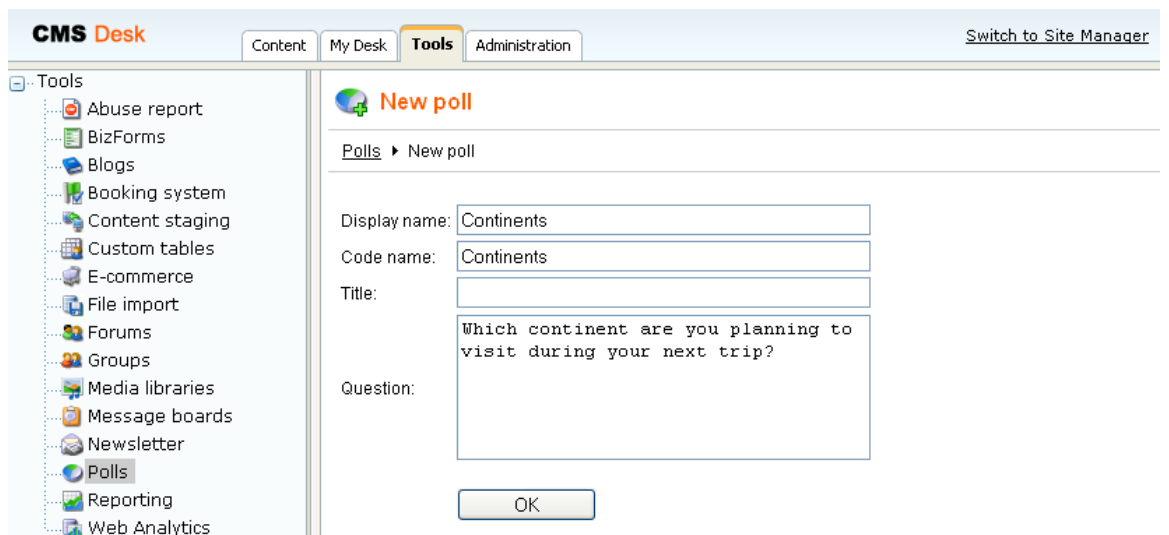 CMS Desk
Content
My Desk
Tools
Administration
Switch to Site Manager
Tools
Abuse report
BizForms
Blogs
Booking system
Content staging
Custom tables
E-commerce
File import
Forums
Groups
Media libraries
Message boards
Newsletter
Polls
Reporting
Web Analytics
New poll
Polls New poll
Display name: Continents
Code name: Continents
Title:
Question:
Which continent are you planning to
visit during your next trip?
OK